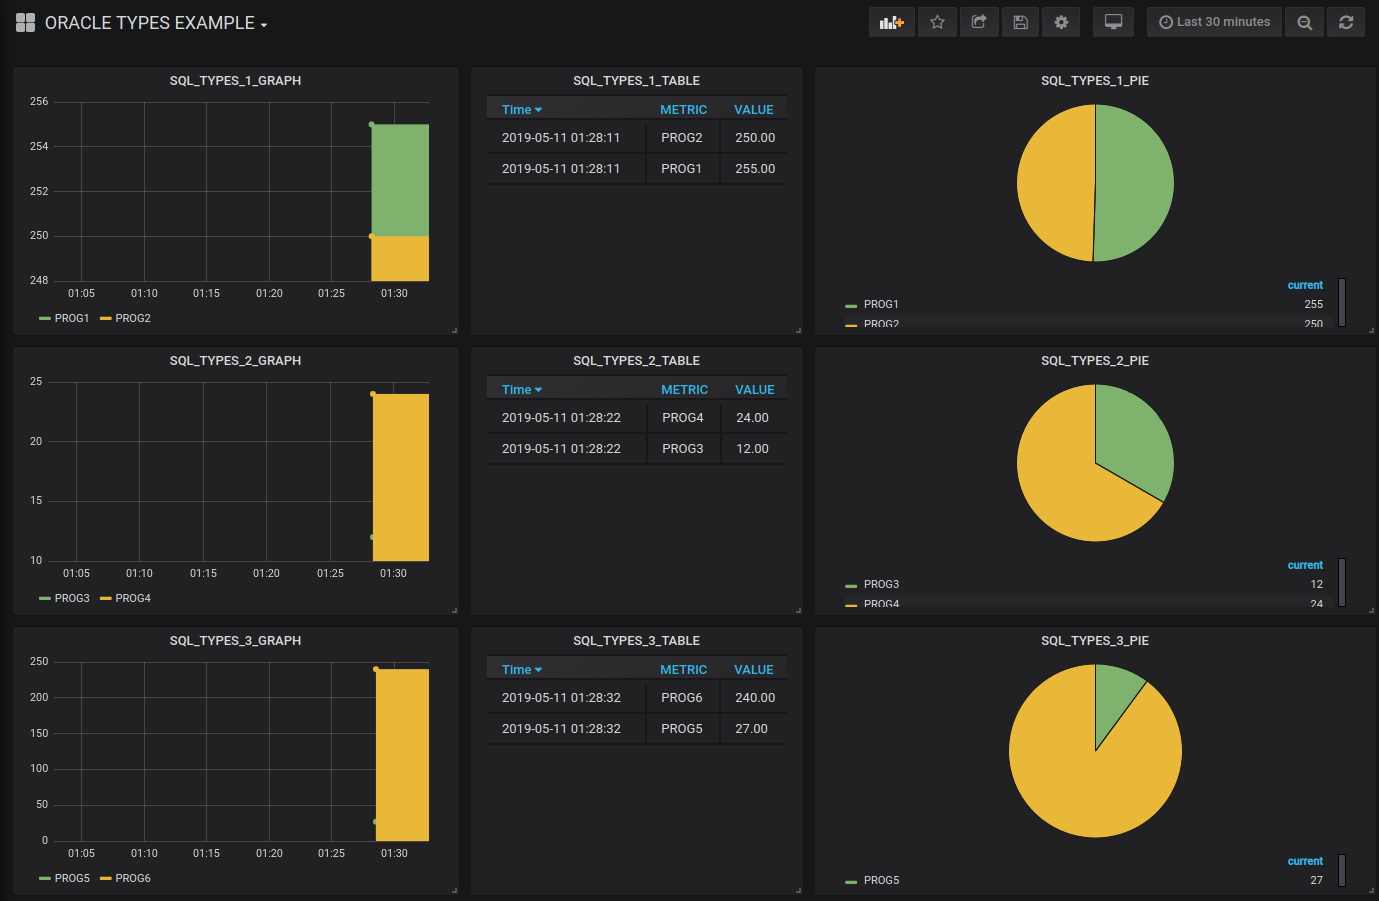 ORACLE TYPES EXAMPLE
Last 30 minutes
SQL_TYPES_1_GRAPH
256
254
252
250
248
01:05 01:10 01:15 01:20 01:25 01:30
PROG1 PROG2
SQL_TYPES_1_TABLE
Time METRIC VALUE
2019-05-11 01:28:11 PROG2 250.00
2019-05-11 01:28:11 PROG1 255.00
SQL_TYPES_1_PIE
current
PROG1 255
PROG2 250
SQL_TYPES_2_GRAPH
25
20
15
10
01:05 01:10 01:15 01:20 01:25 01:30
PROG3 PROG4
SQL_TYPES_2_TABLE
Time METRIC VALUE
2019-05-11 01:28:22 PROG4 24.00
2019-05-11 01:28:22 PROG3 12.00
SQL_TYPES_2_PIE
current
PROG3 12
PROG4 24
SQL_TYPES_3_GRAPH
250
200
150
100
50
0
01:05 01:10 01:15 01:20 01:25 01:30
PROG5 PROG6
SQL_TYPES_3_TABLE
Time METRIC VALUE
2019-05-11 01:28:32 PROG6 240.00
2019-05-11 01:28:32 PROG5 27.00
SQL_TYPES_3_PIE
current
PROG5 27